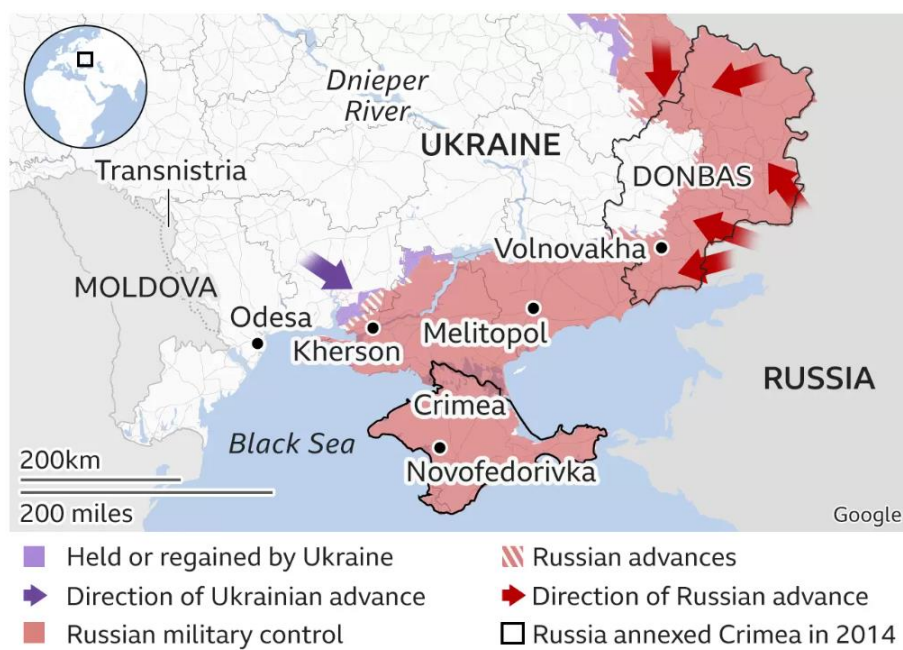 Dnieper
River
UKRAINE
Transnistria
DONBAS
Volnovakha
MOLDOVA
Odesa
Kherson
Melitopol
RUSSIA
Crimea
Black Sea
Novofedorivka
200km
200 miles
Google
Held or regained by Ukraine
Russian advances
Direction of Ukrainian advance
Direction of Russian advance
Russian military control
Russia annexed Crimea in 2014